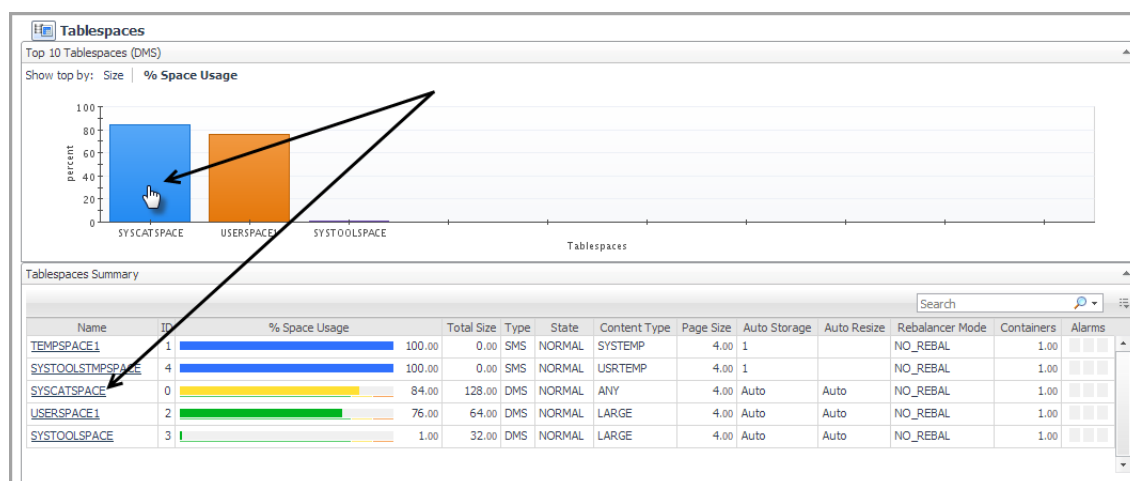 Tablespaces
Top 10 Tablespaces (DMS)
Show top by: Size % Space Usage
100
80
60
40
20
0
percent
SYSCATSPACE USERSPACE1 SYSTOOLSPACE
Tablespaces
Tablespaces Summary
Search
Name ID % Space Usage Total Size Type State Content Type Page Size Auto Storage Auto Resize Rebalancer Mode Containers Alarms
TEMPSPACE1 1 100.00 0.00 SMS NORMAL SYSTEMP 4.00 1 NO_REBAL 1.00
SYSTOOLSTMPSPACE 4 100.00 0.00 SMS NORMAL USRTEMP 4.00 1 NO_REBAL 1.00
SYSCATSPACE 0 84.00 128.00 DMS NORMAL ANY 4.00 Auto Auto NO_REBAL 1.00
USERSPACE1 2 76.00 64.00 DMS NORMAL LARGE 4.00 Auto Auto NO_REBAL 1.00
SYSTOOLSPACE 3 1.00 32.00 DMS NORMAL LARGE 4.00 Auto Auto NO_REBAL 1.00